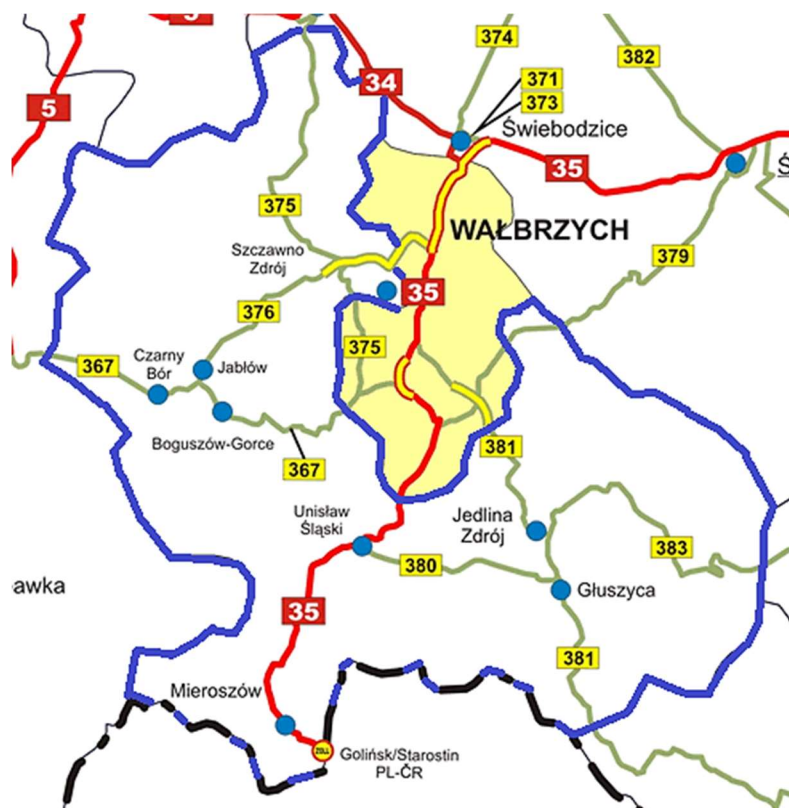 5
374
382
34
371
373
5
Świebodzice
35
Ś
375
WAŁBRZYCH
Szczawno
Zdrój
379
35
376
375
Czarny
Bór
367
Jabłów
Boguszów-Gorce
381
367
Unisław
Śląski
Jedlina
Zdrój
383
380
awka
Głuszyca
35
381
Mieroszów
ZOLL
Golińsk/Starostin
PL-ČR